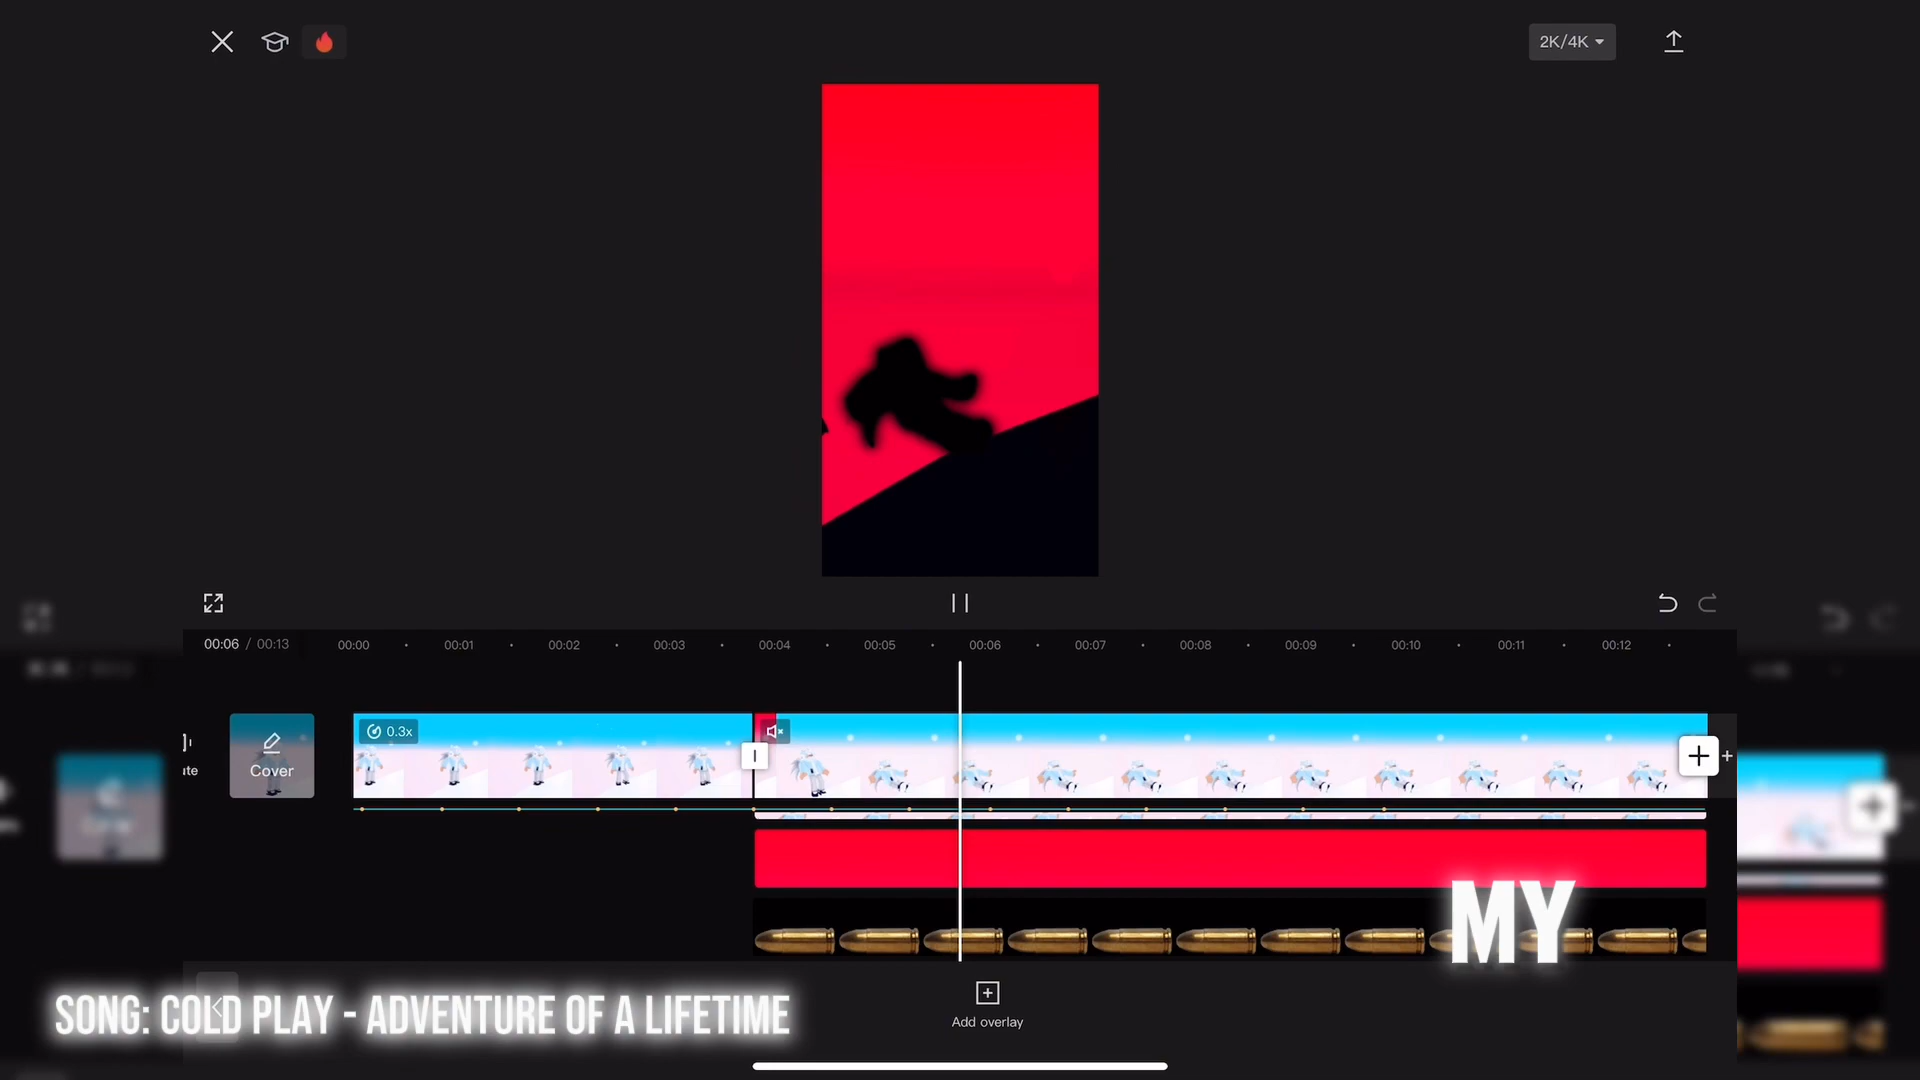 2K/4K
00:06 / 00:13
00:00
00:01
00:02
00:03
00:04
00:05
00:06
00:07
00:08
00:09
00:10
00:11
00:12
0.3x
ute
Cover
MY
SONG: COLD PLAY - ADVENTURE OF A LIFETIME
Add overlay